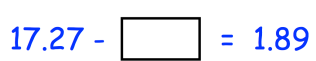 17.27 - = 1.89